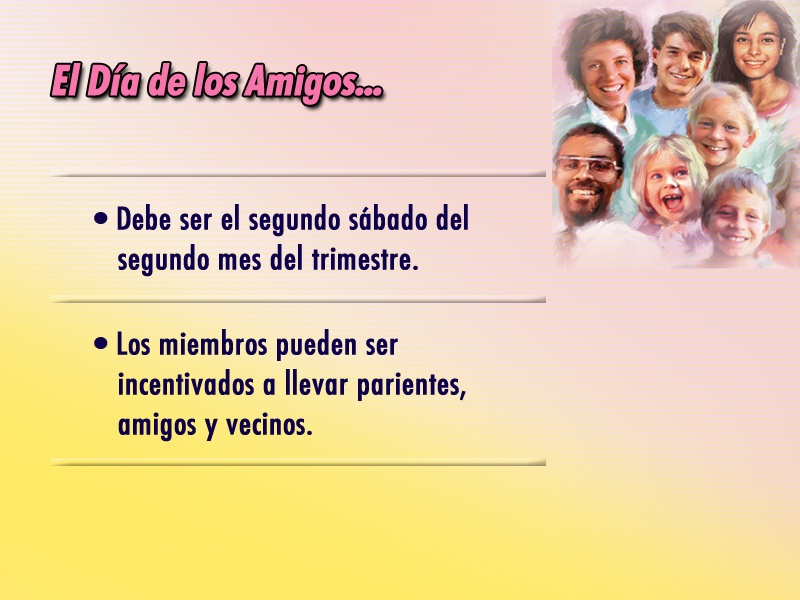 El Día de los Amigos...
• Debe ser el segundo sábado del
segundo mes del trimestre.
• Los miembros pueden ser
incentivados a llevar parientes,
amigos y vecinos.